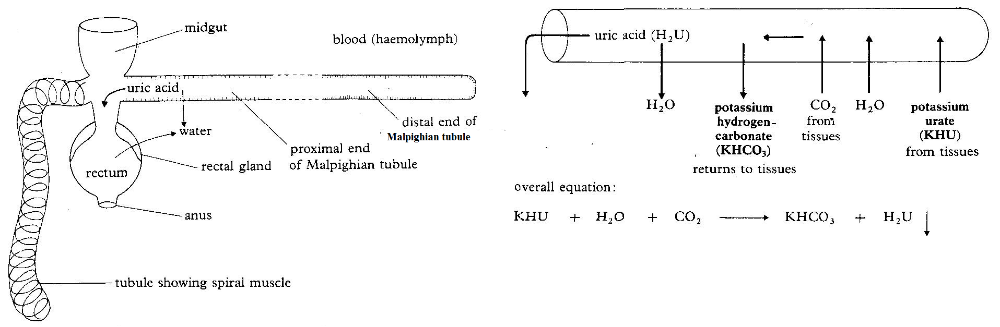 midgut
blood (haemolymph)
uric acid
water
distal end of
Malpighian tubule
proximal end
of Malpighian tubule
rectal gland
rectum
anus
tubule showing spiral muscle
uric acid (H₂U)
H₂O
potassium
hydrogen-
carbonate
(KHCO₃)
returns to tissues
CO₂
from
tissues
H₂O
potassium
urate
(KHU)
from tissues
overall equation:
KHU + H₂O + CO₂ ⟶ KHCO₃ + H₂U ↓